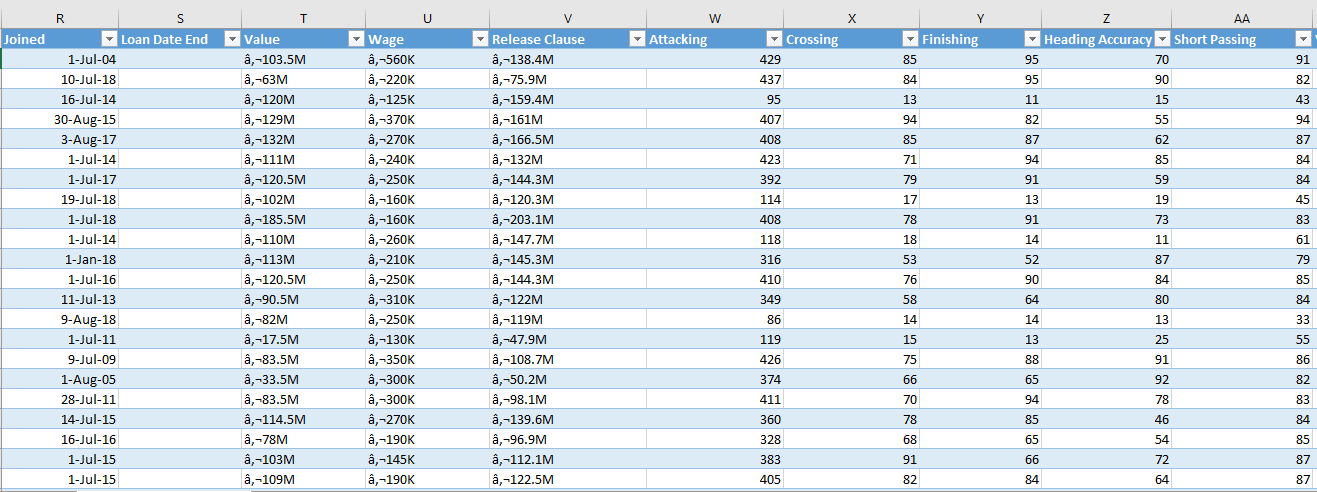 R S T U V W X Y Z AA
Joined Loan Date End Value Wage Release Clause Attacking Crossing Finishing Heading Accuracy Short Passing
1-Jul-04 â‚¬103.5M â‚¬560K â‚¬138.4M 429 85 95 70 91
10-Jul-18 â‚¬63M â‚¬220K â‚¬75.9M 437 84 95 90 82
16-Jul-14 â‚¬120M â‚¬125K â‚¬159.4M 95 13 11 15 43
30-Aug-15 â‚¬129M â‚¬370K â‚¬161M 407 94 82 55 94
3-Aug-17 â‚¬132M â‚¬270K â‚¬166.5M 408 85 87 62 87
1-Jul-14 â‚¬111M â‚¬240K â‚¬132M 423 71 94 85 84
1-Jul-17 â‚¬120.5M â‚¬250K â‚¬144.3M 392 79 91 59 84
19-Jul-18 â‚¬102M â‚¬160K â‚¬120.3M 114 17 13 19 45
1-Jul-18 â‚¬185.5M â‚¬160K â‚¬203.1M 408 78 91 73 83
1-Jul-14 â‚¬110M â‚¬260K â‚¬147.7M 118 18 14 11 61
1-Jan-18 â‚¬113M â‚¬210K â‚¬145.3M 316 53 52 87 79
1-Jul-16 â‚¬120.5M â‚¬250K â‚¬144.3M 410 76 90 84 85
11-Jul-13 â‚¬90.5M â‚¬310K â‚¬122M 349 58 64 80 84
9-Aug-18 â‚¬82M â‚¬250K â‚¬119M 86 14 14 13 33
1-Jul-11 â‚¬17.5M â‚¬130K â‚¬47.9M 119 15 13 25 55
9-Jul-09 â‚¬83.5M â‚¬350K â‚¬108.7M 426 75 88 91 86
1-Aug-05 â‚¬33.5M â‚¬300K â‚¬50.2M 374 66 65 92 82
28-Jul-11 â‚¬83.5M â‚¬300K â‚¬98.1M 411 70 94 78 83
14-Jul-15 â‚¬114.5M â‚¬270K â‚¬139.6M 360 78 85 46 84
16-Jul-16 â‚¬78M â‚¬190K â‚¬96.9M 328 68 65 54 85
1-Jul-15 â‚¬103M â‚¬145K â‚¬112.1M 383 91 66 72 87
1-Jul-15 â‚¬109M â‚¬190K â‚¬122.5M 405 82 84 64 87